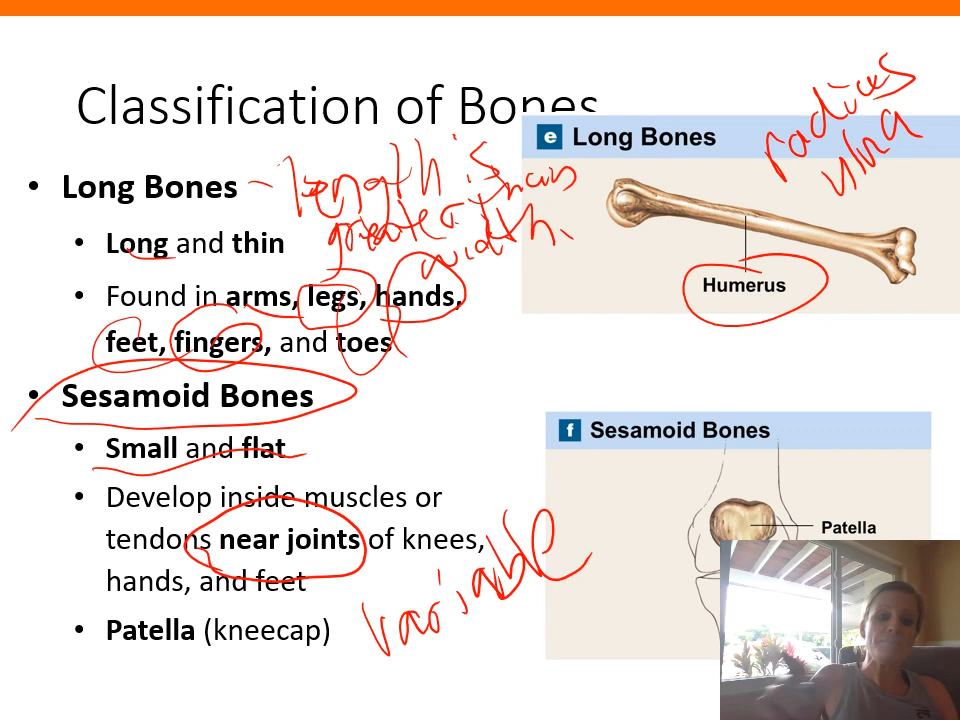 Classification of Bones
• Long Bones - length is
greater than
width.
• Long and thin
• Found in arms, legs, hands,
feet, fingers, and toes
• Sesamoid Bones
• Small and flat
• Develop inside muscles or
tendons near joints of knees,
hands, and feet
• Patella (kneecap)
variable
e Long Bones
radius
ulna
Humerus
f Sesamoid Bones
Patella